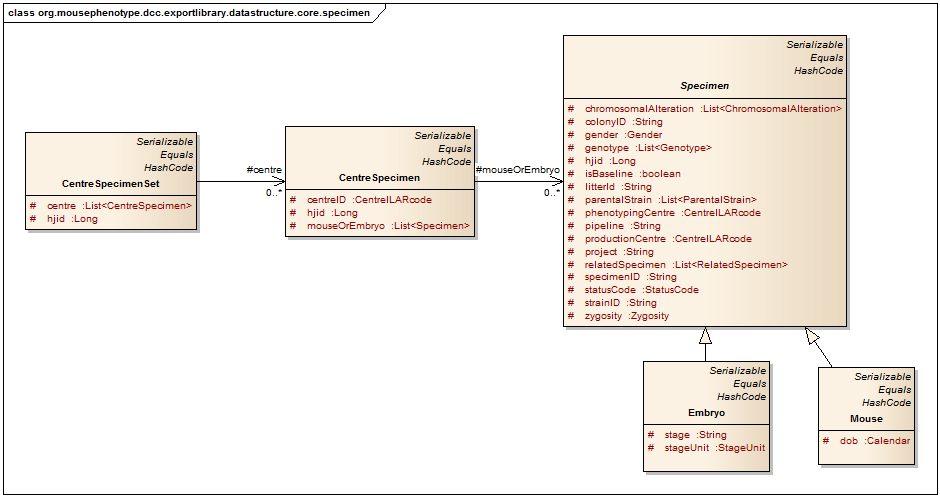 class org.mousephenotype.dcc.exportlibrary.datastructure.core.specimen
Serializable
Equals
HashCode
CentreSpecimenSet
# centre :List<CentreSpecimen>
# hjid :Long
#centre
0..*
Serializable
Equals
HashCode
CentreSpecimen
# centreID :CentreILARcode
# hjid :Long
# mouseOrEmbryo :List<Specimen>
#mouseOrEmbryo
0..*
Serializable
Equals
HashCode
Specimen
# chromosomalAlteration :List<ChromosomalAlteration>
# colonyID :String
# gender :Gender
# genotype :List<Genotype>
# hjid :Long
# isBaseline :boolean
# litterId :String
# parentalStrain :List<ParentalStrain>
# phenotypingCentre :CentreILARcode
# pipeline :String
# productionCentre :CentreILARcode
# project :String
# relatedSpecimen :List<RelatedSpecimen>
# specimenID :String
# statusCode :StatusCode
# strainID :String
# zygosity :Zygosity
Serializable
Equals
HashCode
Embryo
# stage :String
# stageUnit :StageUnit
Serializable
Equals
HashCode
Mouse
# dob :Calendar